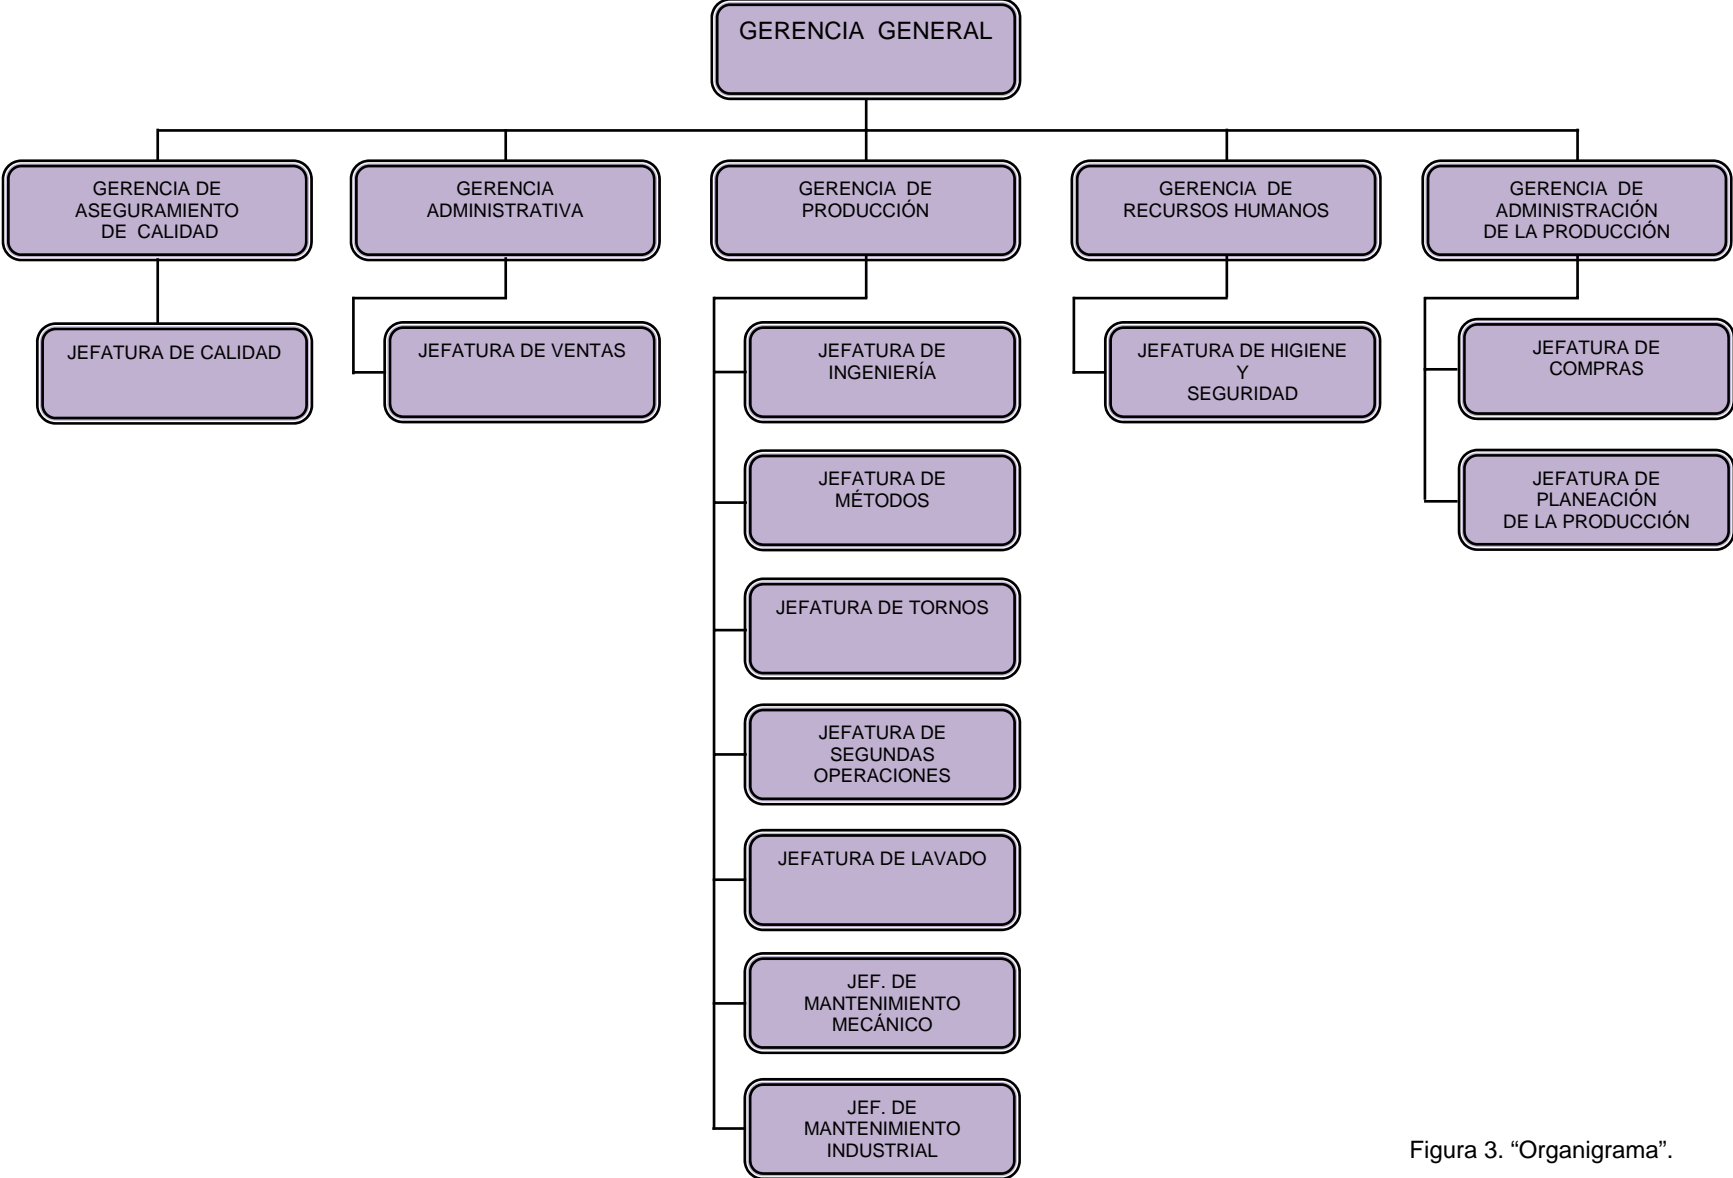 GERENCIA GENERAL
GERENCIA DE
ASEGURAMIENTO
DE CALIDAD
GERENCIA
ADMINISTRATIVA
GERENCIA DE
PRODUCCIÓN
GERENCIA DE
RECURSOS HUMANOS
GERENCIA DE
ADMINISTRACIÓN
DE LA PRODUCCIÓN
JEFATURA DE CALIDAD
JEFATURA DE VENTAS
JEFATURA DE
INGENIERÍA
JEFATURA DE HIGIENE
Y
SEGURIDAD
JEFATURA DE
COMPRAS
JEFATURA DE
MÉTODOS
JEFATURA DE
PLANEACIÓN
DE LA PRODUCCIÓN
JEFATURA DE TORNOS
JEFATURA DE
SEGUNDAS
OPERACIONES
JEFATURA DE LAVADO
JEF. DE
MANTENIMIENTO
MECÁNICO
JEF. DE
MANTENIMIENTO
INDUSTRIAL
Figura 3. “Organigrama”.